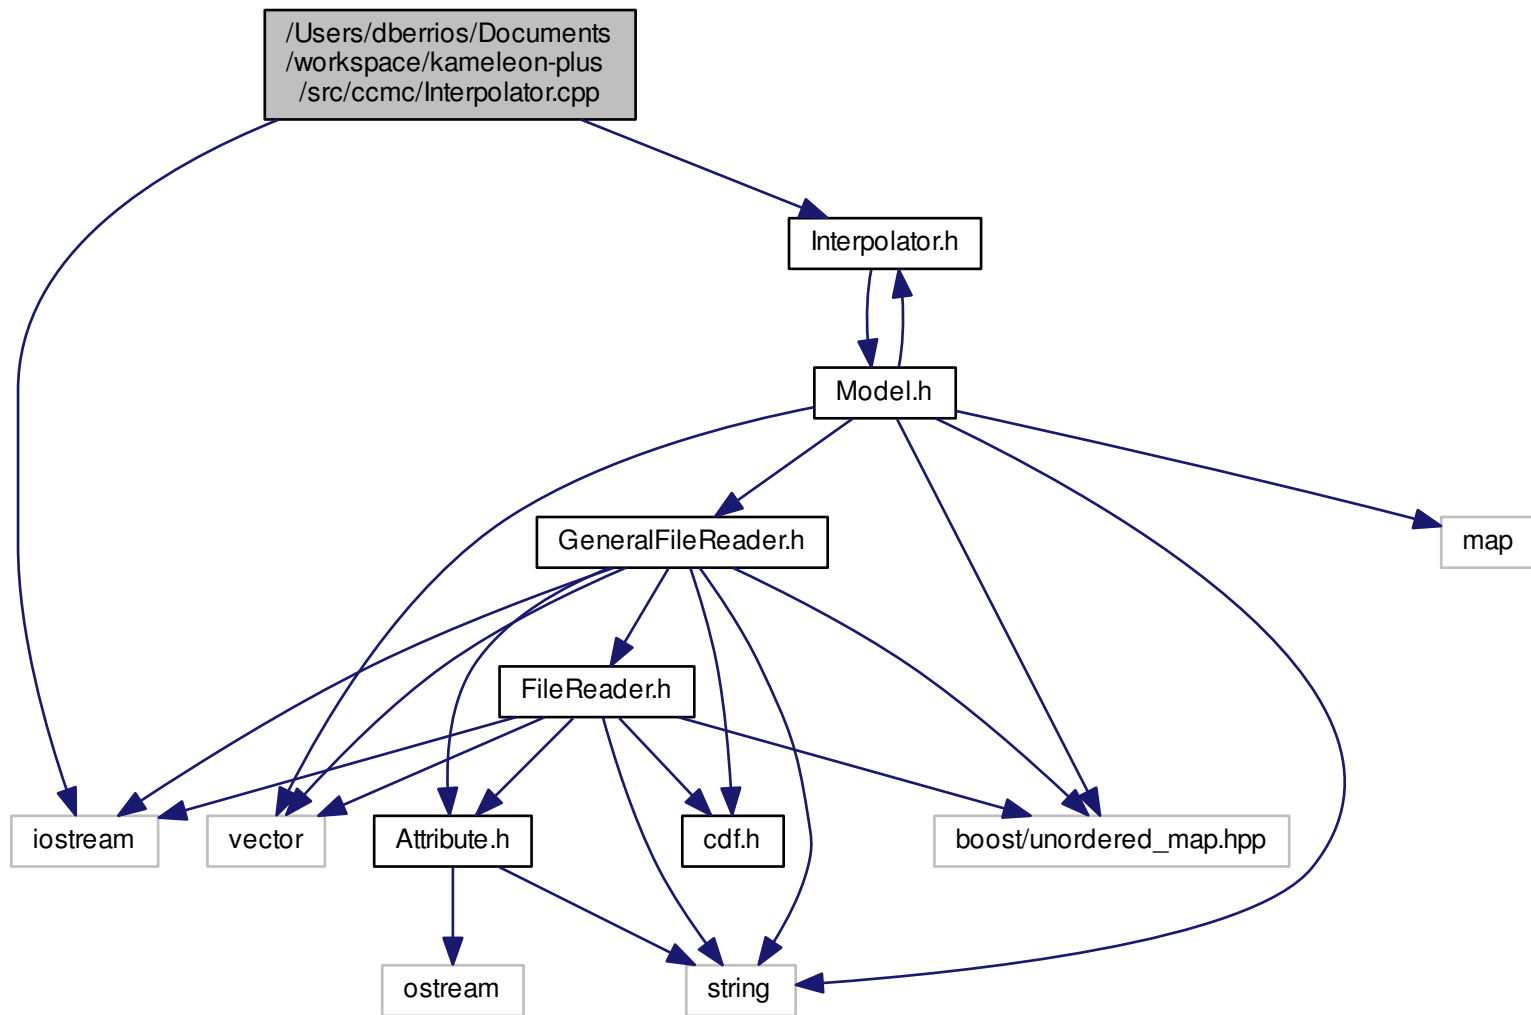 /Users/dberrios/Documents
/workspace/kameleon-plus
/src/ccmc/Interpolator.cpp
Interpolator.h
Model.h
GeneralFileReader.h
map
FileReader.h
iostream
vector
Attribute.h
cdf.h
boost/unordered_map.hpp
ostream
string